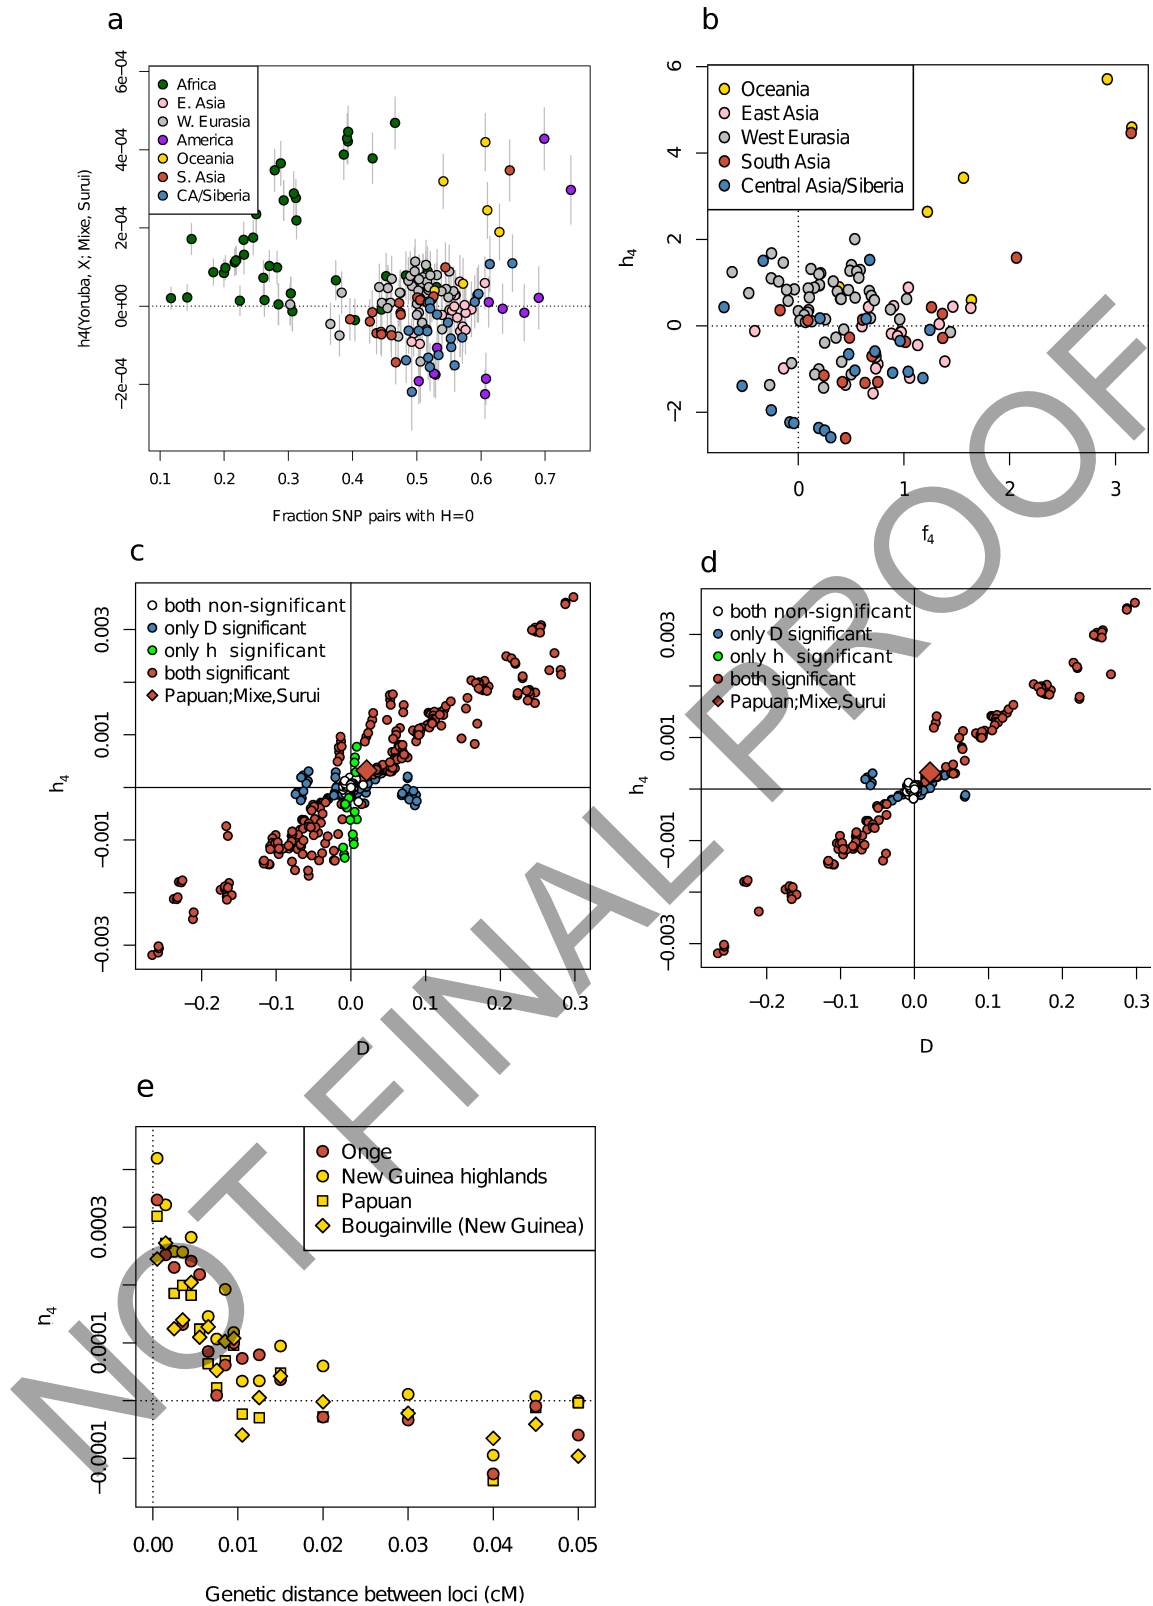 a
h4(Yoruba, X; Mixe, Surui)
6e−04
4e−04
2e−04
0e+00
−2e−04
Africa
E. Asia
W. Eurasia
America
Oceania
S. Asia
CA/Siberia
0.1 0.2 0.3 0.4 0.5 0.6 0.7
Fraction SNP pairs with H=0
b
h4
6
4
2
0
−2
Oceania
East Asia
West Eurasia
South Asia
Central Asia/Siberia
0 1 2 3
f4
c
h4
0.003
0.001
−0.001
−0.003
both non−significant
only D significant
only h significant
both significant
Papuan;Mixe,Surui
−0.2 −0.1 0.0 0.1 0.2 0.3
D
d
h4
0.003
0.001
−0.001
−0.003
both non−significant
only D significant
only h significant
both significant
Papuan;Mixe,Surui
−0.2 −0.1 0.0 0.1 0.2 0.3
D
e
h4
0.0003
0.0001
−0.0001
Onge
New Guinea highlands
Papuan
Bougainville (New Guinea)
0.00 0.01 0.02 0.03 0.04 0.05
Genetic distance between loci (cM)
NOT FINAL PROOF